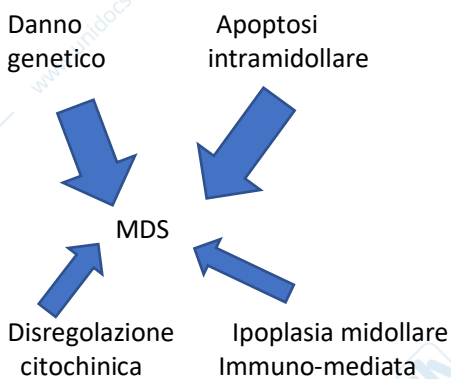 Danno
genetico
Apoptosi
intramidollare
MDS
Disregolazione
citochinica
Ipoplasia midollare
Immuno-mediata